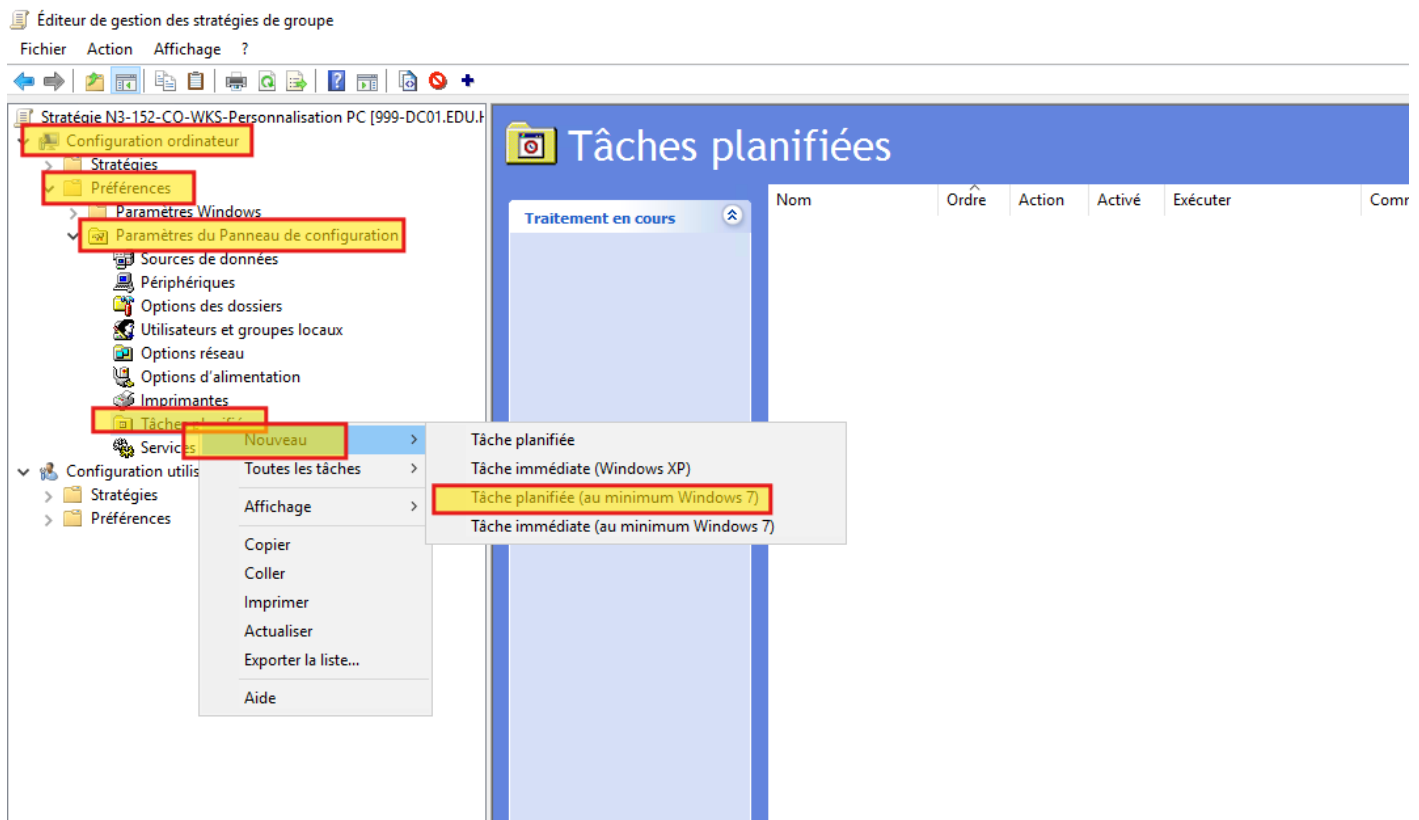 Éditeur de gestion des stratégies de groupe
Fichier Action Affichage ?
Stratégie N3-152-CO-WKS-Personnalisation PC [999-DC01.EDU.
Configuration ordinateur
Stratégies
Préférences
Paramètres Windows
Paramètres du Panneau de configuration
Sources de données
Périphériques
Options des dossiers
Utilisateurs et groupes locaux
Options réseau
Options d'alimentation
Imprimantes
Tâches
Services
Configuration utilis
Stratégies
Préférences
Nouveau
Toutes les tâches
Affichage
Copier
Coller
Imprimer
Actualiser
Exporter la liste...
Aide
Tâche planifiée
Tâche immédiate (Windows XP)
Tâche planifiée (au minimum Windows 7)
Tâche immédiate (au minimum Windows 7)
Tâches planifiées
Traitement en cours
Nom Ordre Action Activé Exécuter